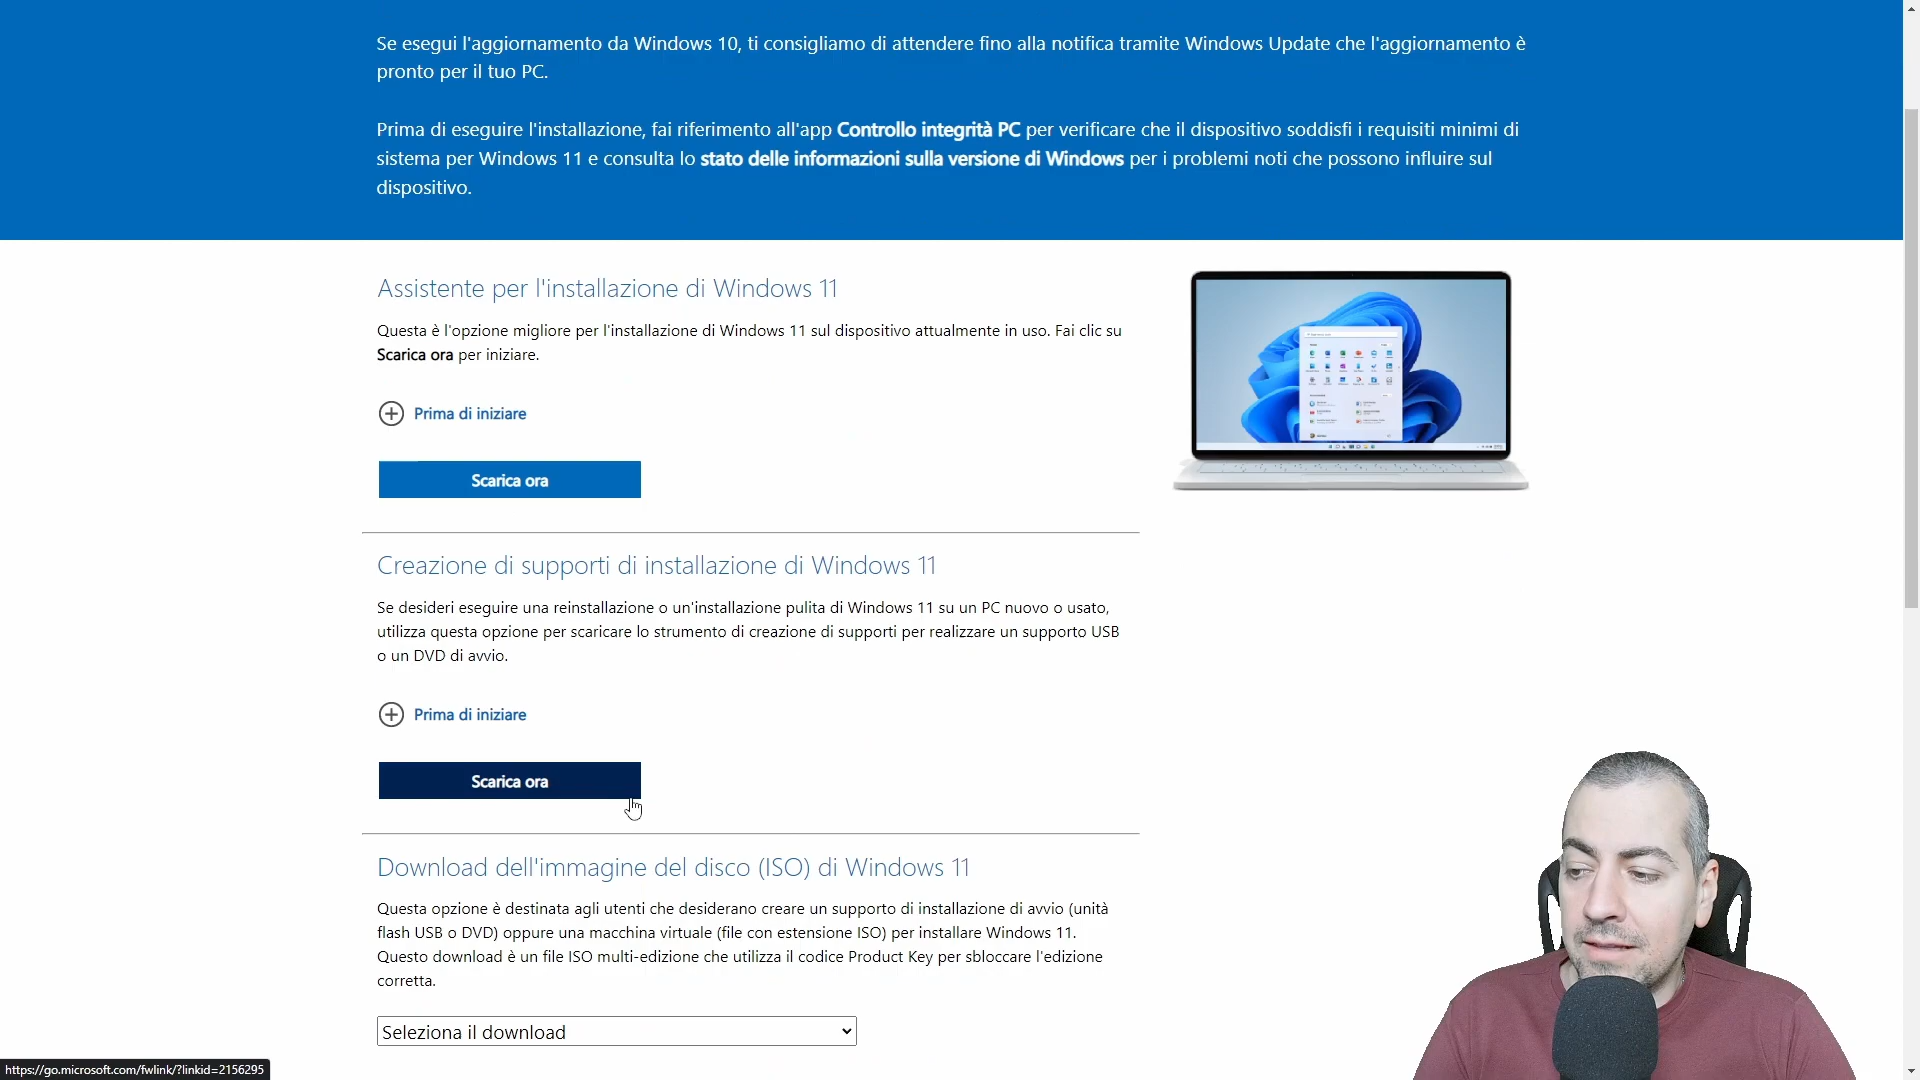 Se esegui l'aggiornamento da Windows 10, ti consigliamo di attendere fino alla notifica tramite Windows Update che l'aggiornamento è
pronto per il tuo PC.
Prima di eseguire l'installazione, fai riferimento all'app Controllo integrità PC per verificare che il dispositivo soddisfi i requisiti minimi di
sistema per Windows 11 e consulta lo stato delle informazioni sulla versione di Windows per i problemi noti che possono influire sul
dispositivo.
Assistente per l'installazione di Windows 11
Questa è l'opzione migliore per l'installazione di Windows 11 sul dispositivo attualmente in uso. Fai clic su
Scarica ora per iniziare.
Prima di iniziare
Scarica ora
Creazione di supporti di installazione di Windows 11
Se desideri eseguire una reinstallazione o un'installazione pulita di Windows 11 su un PC nuovo o usato,
utilizza questa opzione per scaricare lo strumento di creazione di supporti per realizzare un supporto USB
o un DVD di avvio.
Prima di iniziare
Scarica ora
Download dell'immagine del disco (ISO) di Windows 11
Questa opzione è destinata agli utenti che desiderano creare un supporto di installazione di avvio (unità
flash USB o DVD) oppure una macchina virtuale (file con estensione ISO) per installare Windows 11.
Questo download è un file ISO multi-edizione che utilizza il codice Product Key per sbloccare l'edizione
corretta.
Seleziona il download
https://go.microsoft.com/fwlink/?linkid=2156295